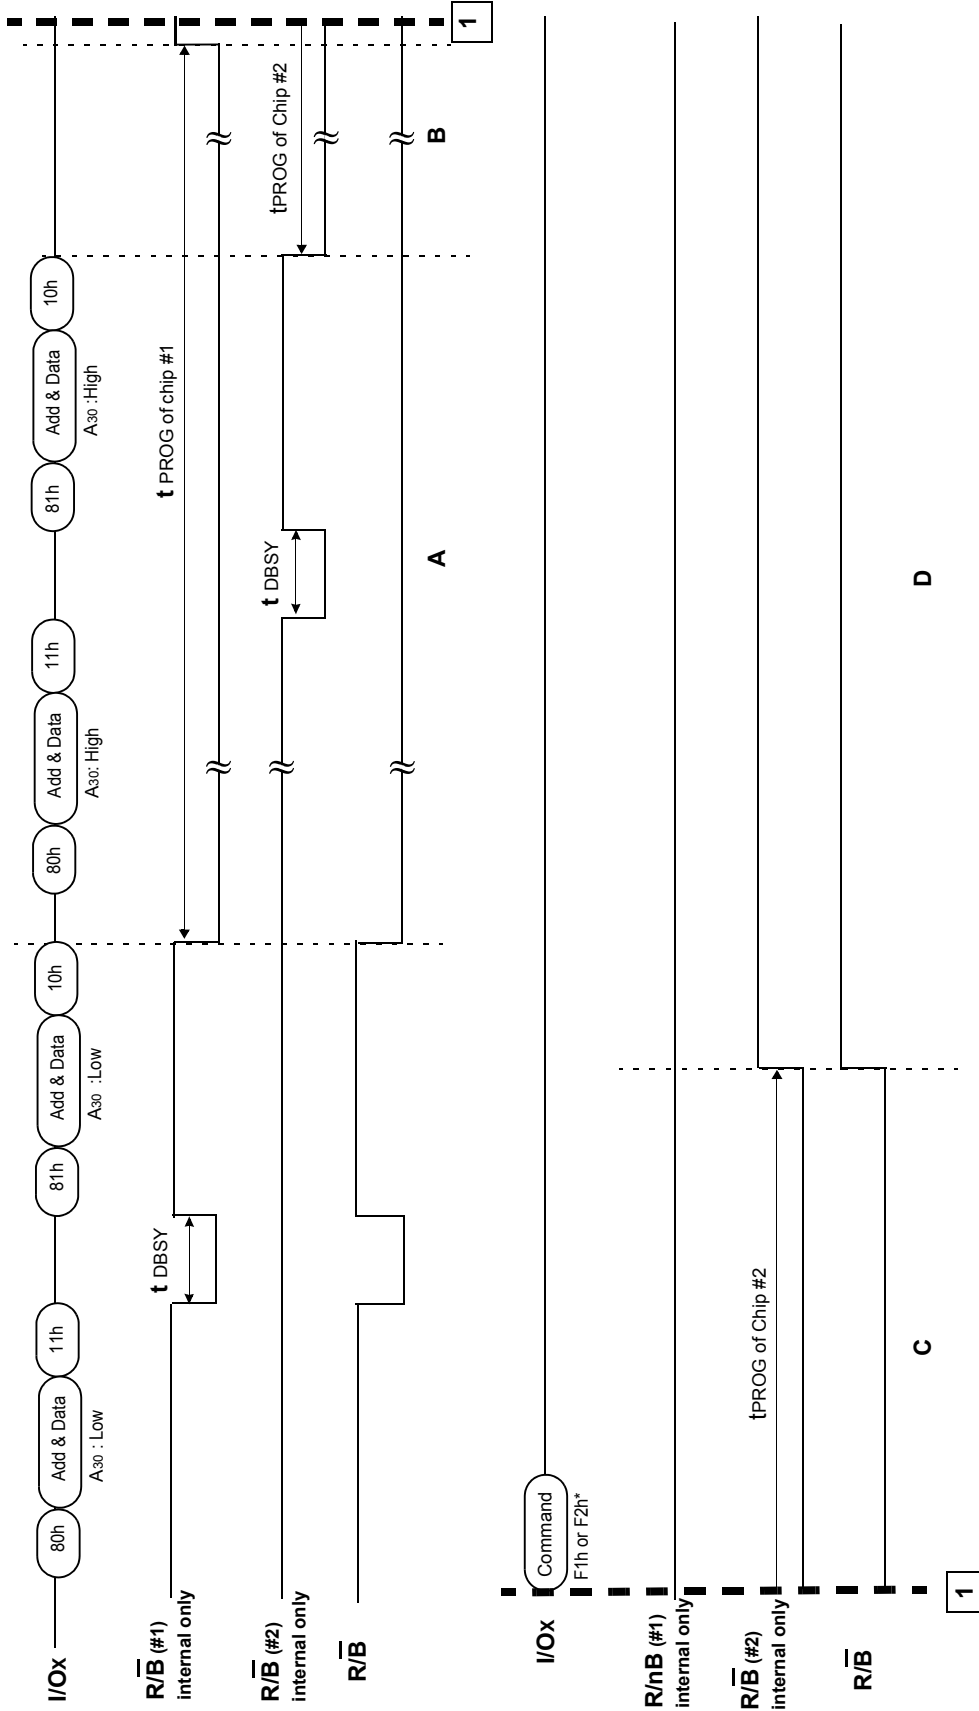 I/Ox
80h
Add & Data
11h
81h
Add & Data
10h
80h
Add & Data
11h
81h
Add & Data
10h
A30 : Low
A30 :Low
A30: High
A30 :High
R/B (#1)
internal only
t DBSY
t PROG of chip #1
R/B (#2)
internal only
t DBSY
tPROG of Chip #2
R/B
A
B
1
I/Ox
Command
F1h or F2h*
R/nB (#1)
internal only
R/B (#2)
internal only
tPROG of Chip #2
R/B
C
D
1